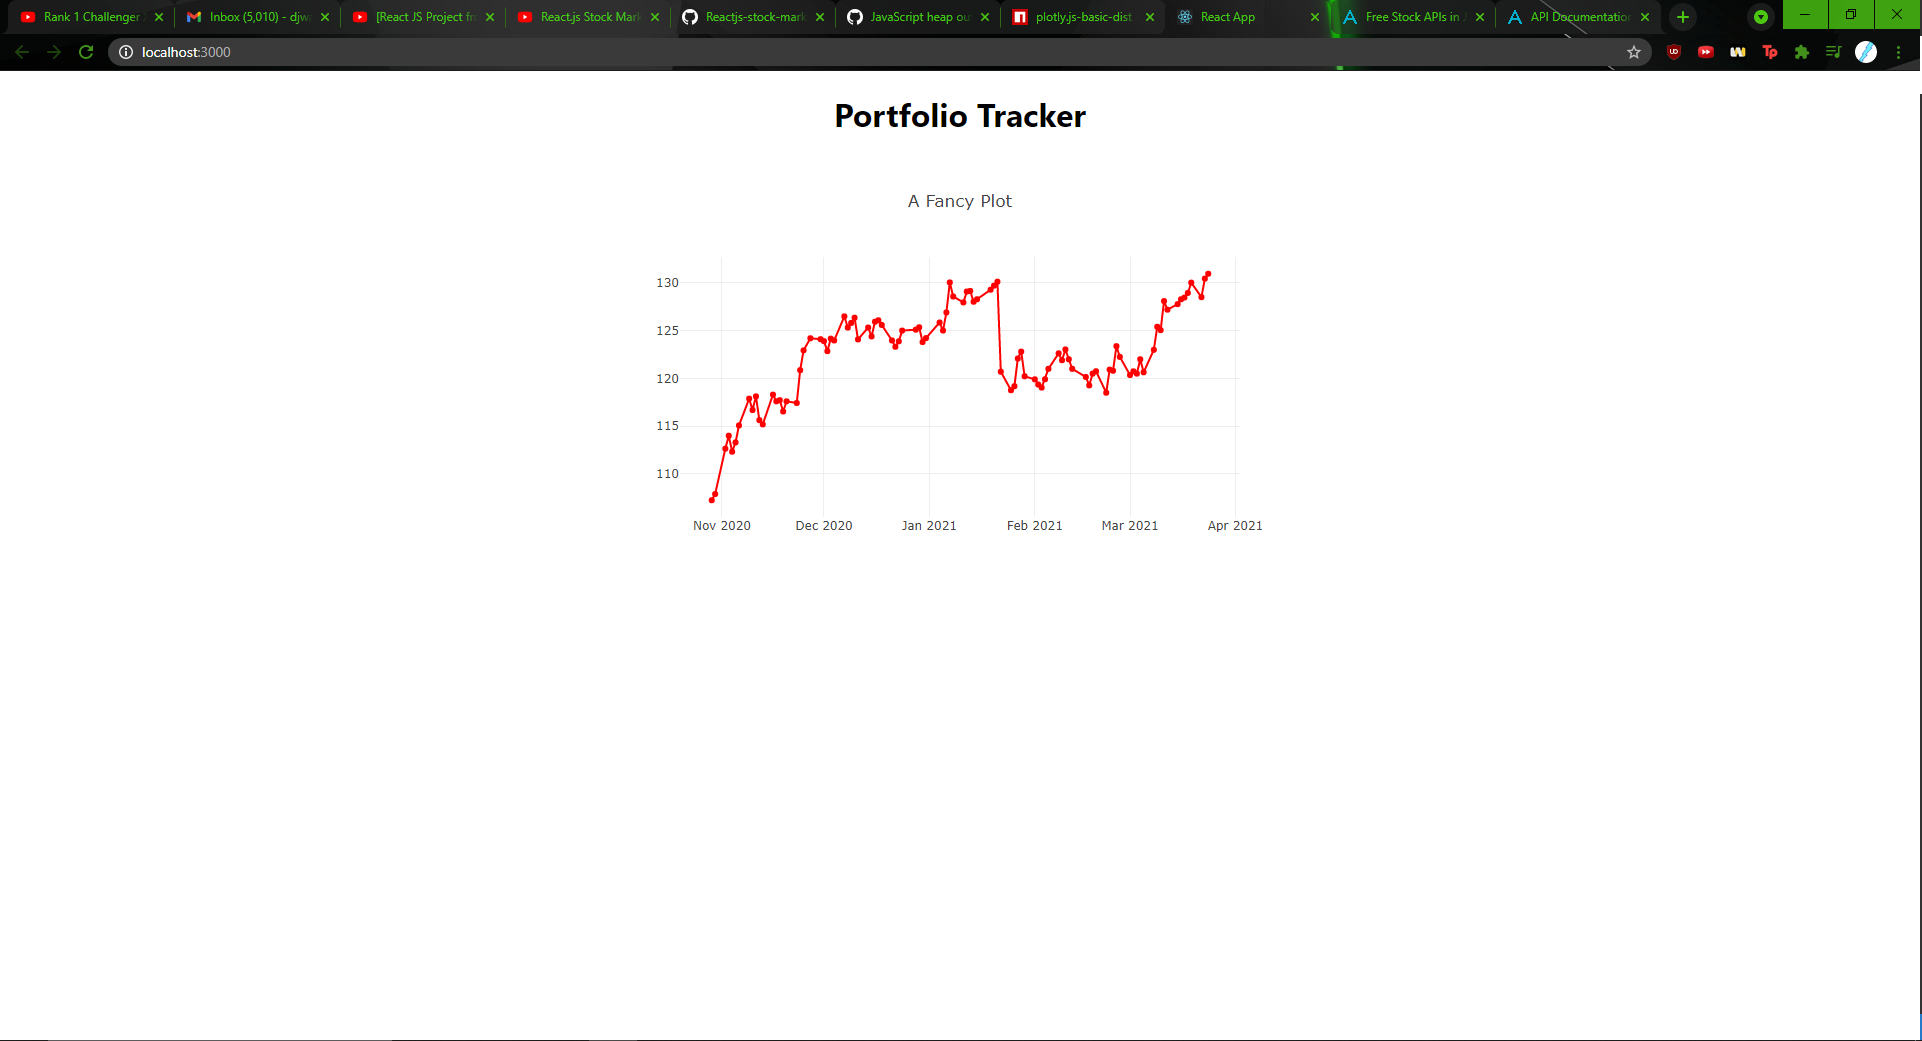 Rank 1 Challenger
Inbox (5,010) - djw
[React JS Project
React.js Stock Mark
Reactjs-stock-mark
JavaScript heap ou
plotly.js-basic-dist
React App
Free Stock APIs in
API Documentation
localhost:3000
Portfolio Tracker
A Fancy Plot
130
125
120
115
110
Nov 2020 Dec 2020 Jan 2021 Feb 2021 Mar 2021 Apr 2021